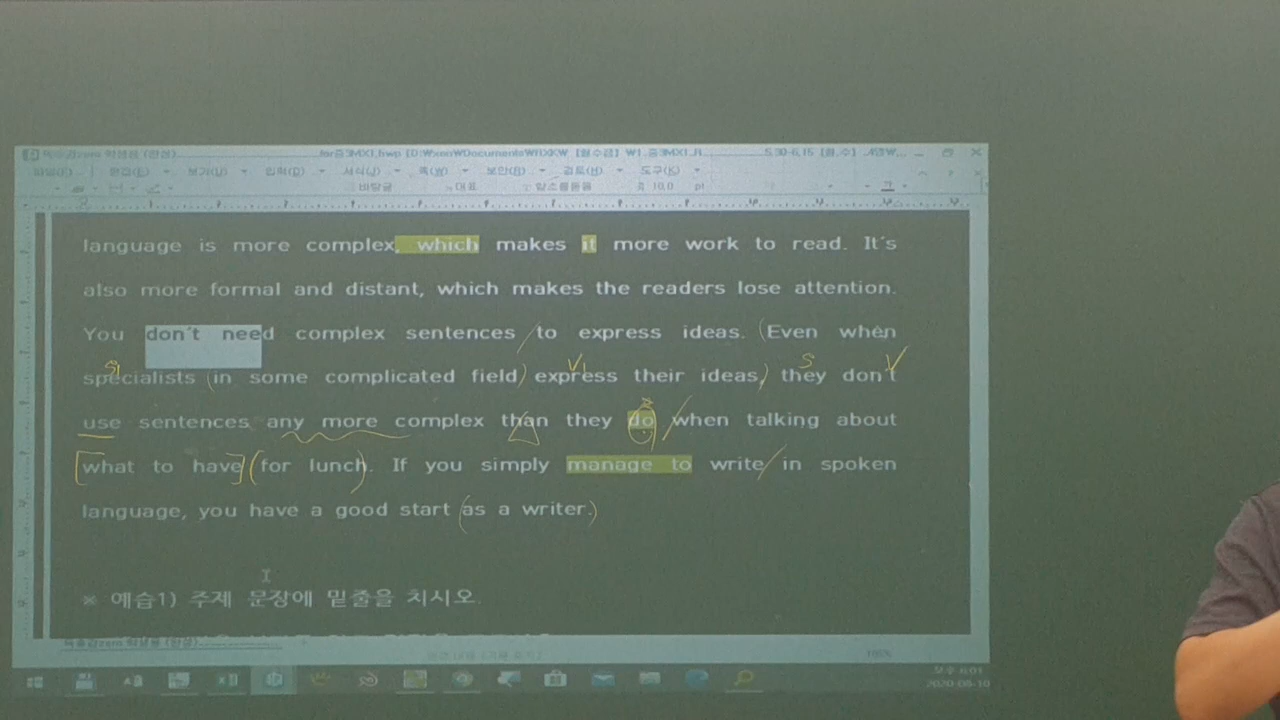 language is more complex, which makes it more work to read. It's
also more formal and distant, which makes the readers lose attention.
You don't need complex sentences to express ideas. (Even when
S V S V
specialists (in some complicated field) express their ideas) they don't
use sentences any more complex than they do when talking about
[what to have] (for lunch). If you simply manage to write in spoken
language, you have a good start (as a writer.)
※ 예습1) 주제 문장에 밑줄을 치시오.
100%
2020-08-10